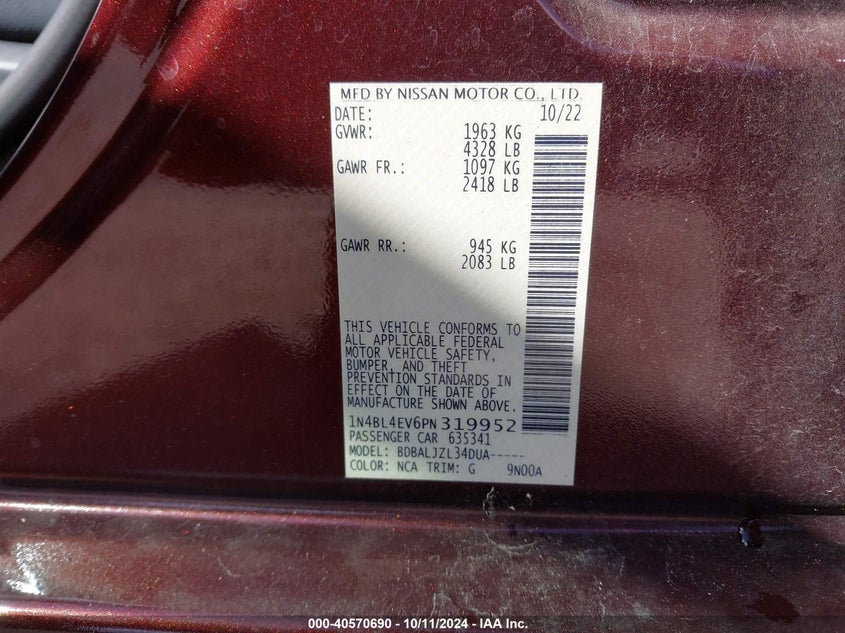 MFD BY NISSAN MOTOR CO., LTD.
DATE: 10/22
GVWR: 1963 KG
4328 LB
GAWR FR.: 1097 KG
2418 LB
GAWR RR.: 945 KG
2083 LB
THIS VEHICLE CONFORMS TO
ALL APPLICABLE FEDERAL
MOTOR VEHICLE SAFETY,
BUMPER, AND THEFT
PREVENTION STANDARDS IN
EFFECT ON THE DATE OF
MANUFACTURE SHOWN ABOVE.
1N4BL4EV6PN319952
PASSENGER CAR 635341
MODEL: BDBALJZL34DUA-----
COLOR: NCA TRIM: G 9N00A
000-40570690 - 10/11/2024 - IAA Inc.